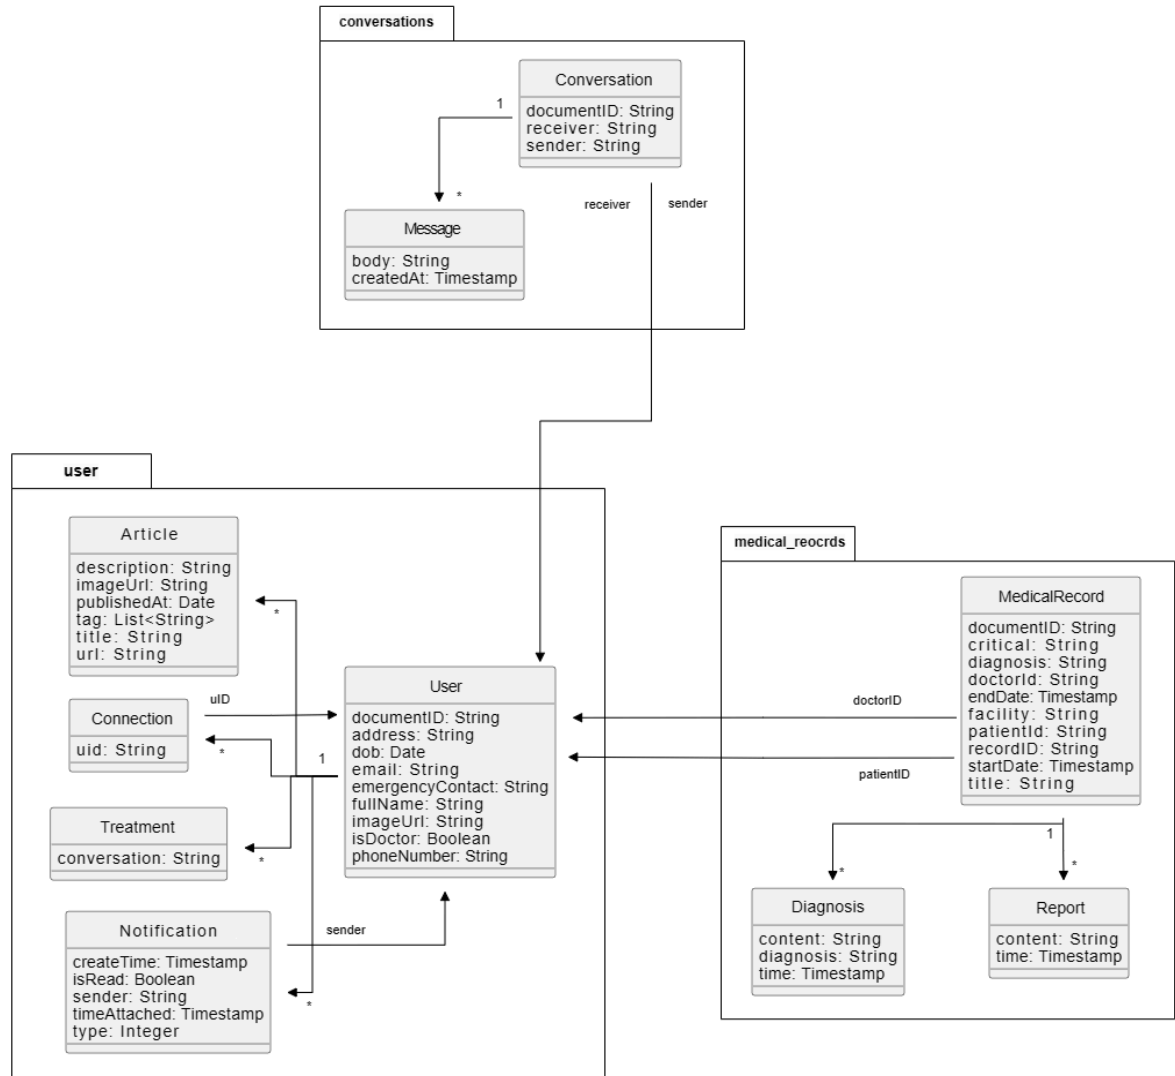 conversations
Conversation
documentID: String
receiver: String
sender: String
1
*
Message
body: String
createdAt: Timestamp
receiver
sender
user
Article
description: String
imageUrl: String
publishedAt: Date
tag: List<String>
title: String
url: String
*
Connection
uid: String
uID
*
1
User
documentID: String
address: String
dob: Date
email: String
emergencyContact: String
fullName: String
imageUrl: String
isDoctor: Boolean
phoneNumber: String
Treatment
conversation: String
*
Notification
createTime: Timestamp
isRead: Boolean
sender: String
timeAttached: Timestamp
type: Integer
sender
*
medical_reocrds
MedicalRecord
documentID: String
critical: String
diagnosis: String
doctorId: String
endDate: Timestamp
facility: String
patientId: String
recordID: String
startDate: Timestamp
title: String
doctorID
patientID
1
*
*
Diagnosis
content: String
diagnosis: String
time: Timestamp
Report
content: String
time: Timestamp